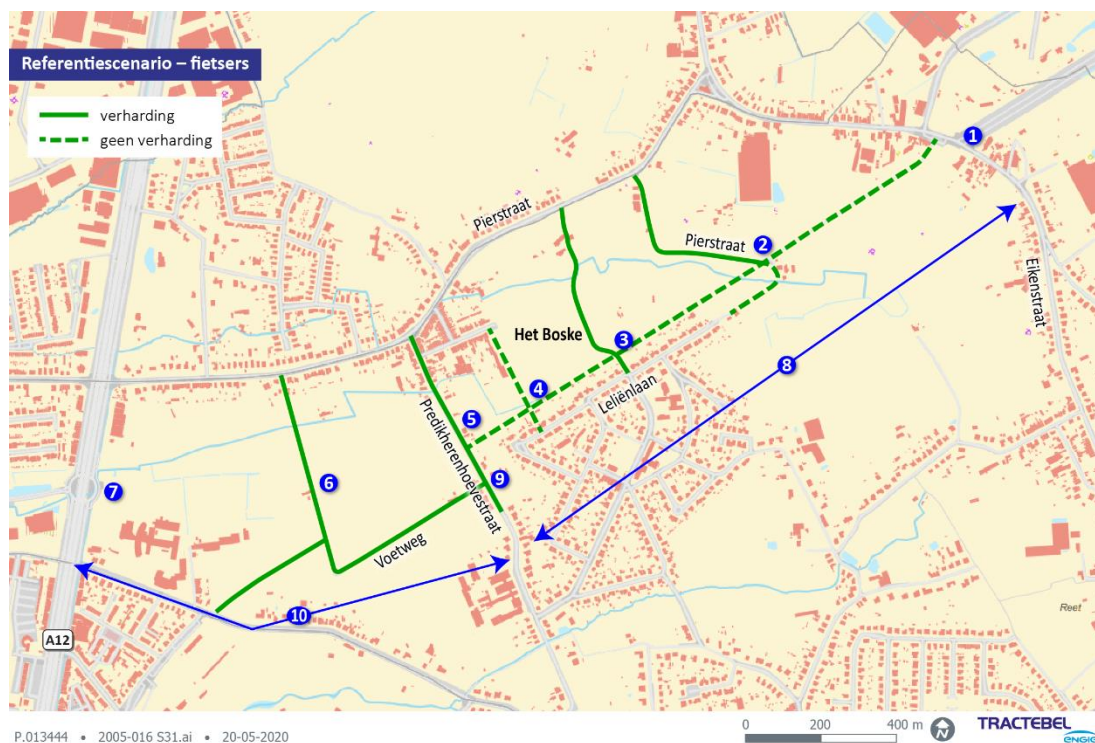 Referentiescenario – fietsers
verharding
geen verharding
1
Pierstraat
Pierstraat
2
Eikenstraat
Het Boske
3
8
4
Leliënlaan
5
Predikherenhoevestraat
6
7
9
Voetweg
10
Reet
A12
0 200 400 m
N
TRACTEBEL
ENGIE
P.013444 • 2005-016 S31.ai • 20-05-2020